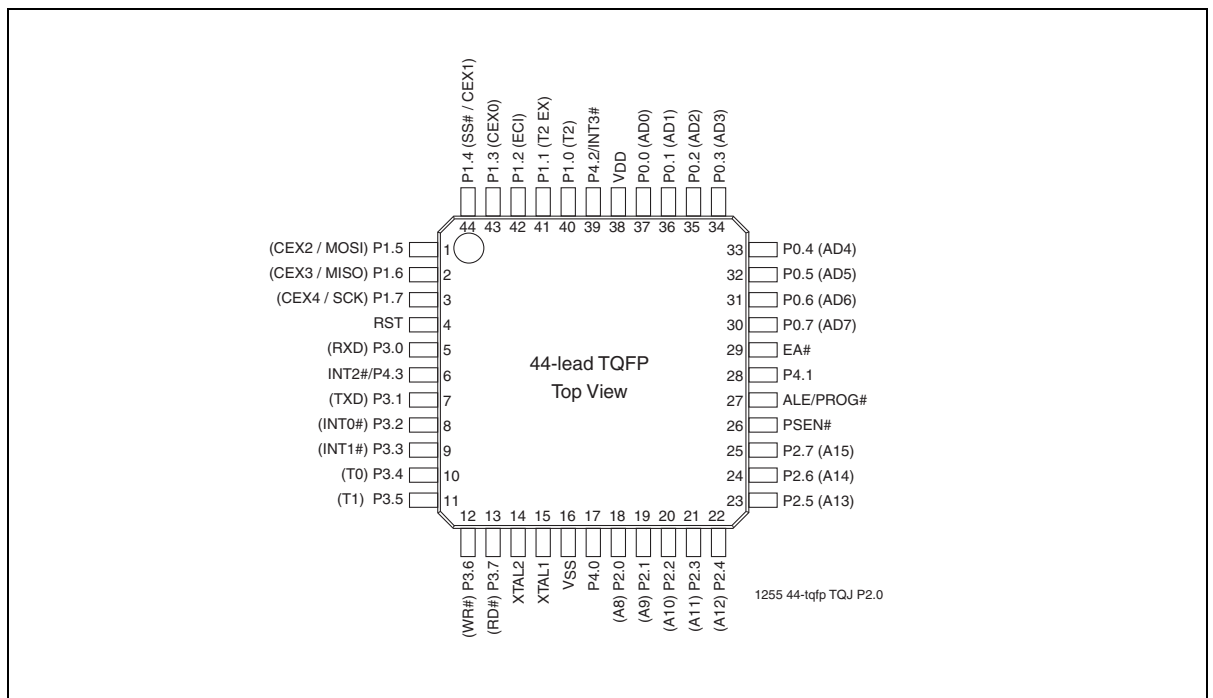 P1.4 (SS# / CEX1)
P1.3 (CEX0)
P1.2 (ECI)
P1.1 (T2 EX)
P1.0 (T2)
P4.2/INT3#
VDD
P0.0 (AD0)
P0.1 (AD1)
P0.2 (AD2)
P0.3 (AD3)
44 43 42 41 40 39 38 37 36 35 34
(CEX2 / MOSI) P1.5 1
(CEX3 / MISO) P1.6 2
(CEX4 / SCK) P1.7 3
RST 4
(RXD) P3.0 5
INT2#/P4.3 6
(TXD) P3.1 7
(INT0#) P3.2 8
(INT1#) P3.3 9
(T0) P3.4 10
(T1) P3.5 11
44-lead TQFP
Top View
33 P0.4 (AD4)
32 P0.5 (AD5)
31 P0.6 (AD6)
30 P0.7 (AD7)
29 EA#
28 P4.1
27 ALE/PROG#
26 PSEN#
25 P2.7 (A15)
24 P2.6 (A14)
23 P2.5 (A13)
12 13 14 15 16 17 18 19 20 21 22
(WR#) P3.6
(RD#) P3.7
XTAL2
XTAL1
VSS
P4.0
(A8) P2.0
(A9) P2.1
(A10) P2.2
(A11) P2.3
(A12) P2.4
1255 44-tqfp TQJ P2.0